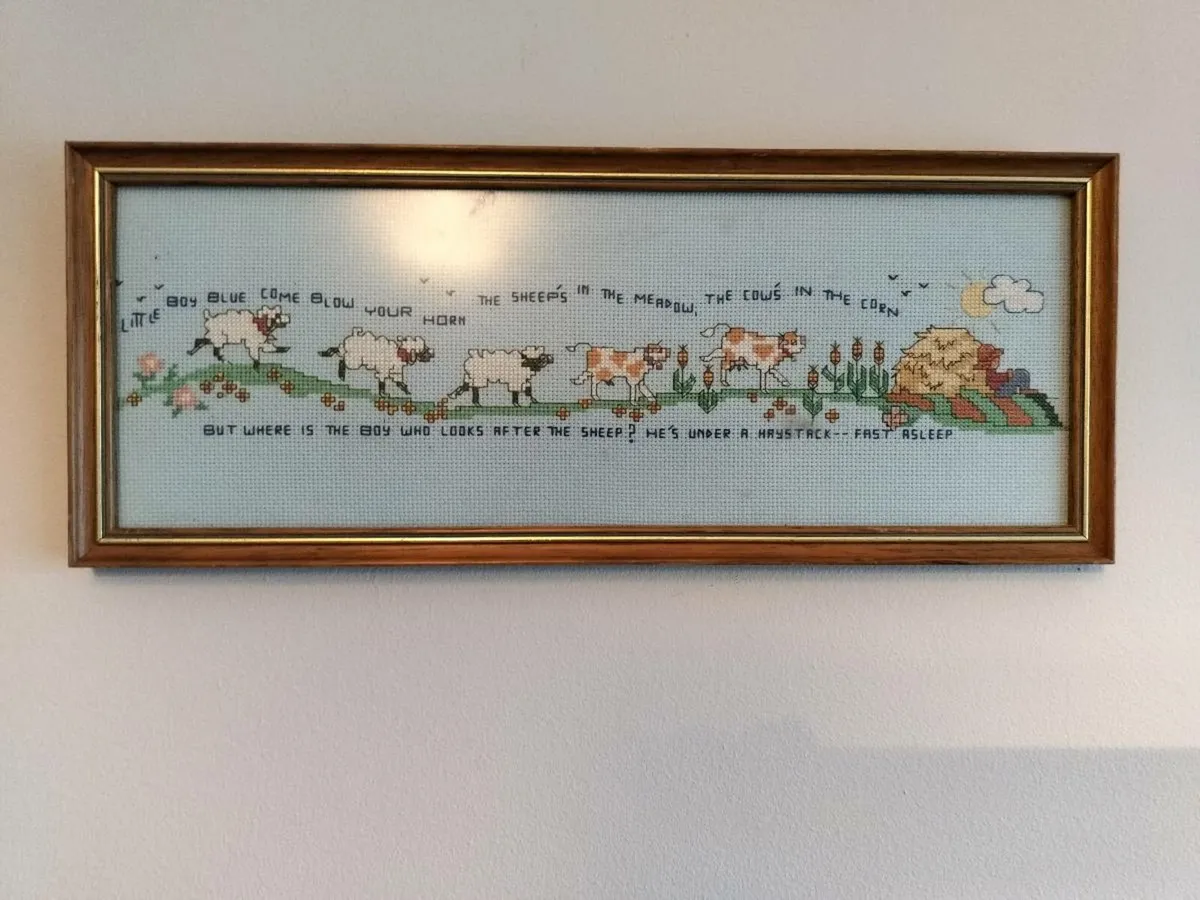 LITTLE BOY BLUE COME BLOW YOUR HORN THE SHEEP'S IN THE MEADOW, THE COW'S IN THE CORN
BUT WHERE IS THE BOY WHO LOOKS AFTER THE SHEEP? HE'S UNDER A HAYSTACK-- FAST ASLEEP